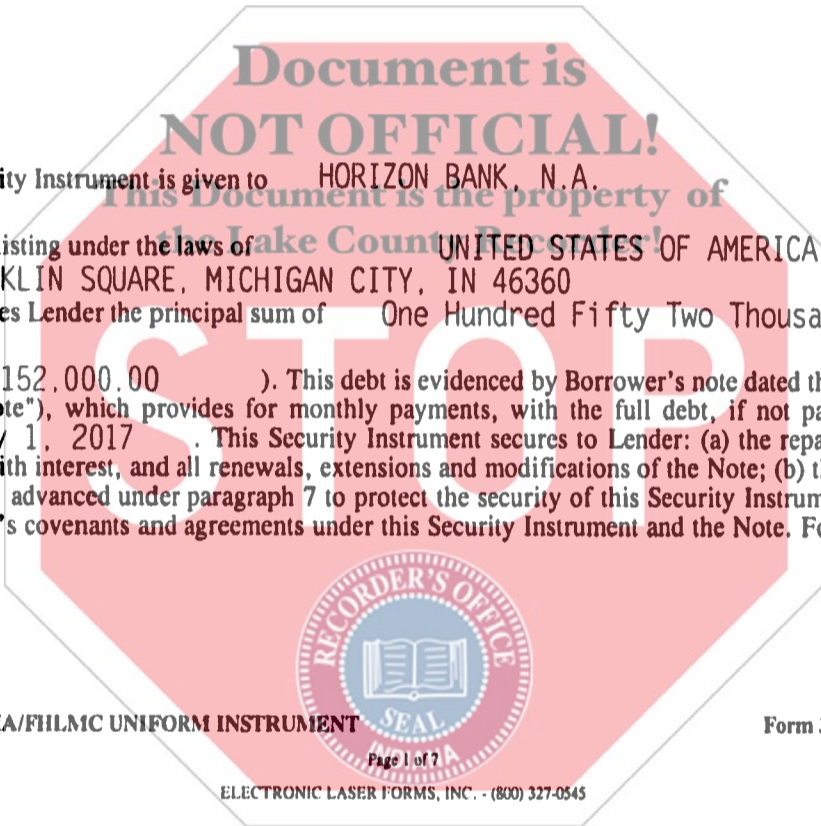 Document is
NOT OFFICIAL!
ity Instrument is given to HORIZON BANK, N.A.
This Document is the property of
the Lake County Recorder!
isting under the laws of UNITED STATES OF AMERICA
KLIN SQUARE, MICHIGAN CITY, IN 46360
es Lender the principal sum of One Hundred Fifty Two Thousa
STOP
152,000.00 ). This debt is evidenced by Borrower's note dated th
ote"), which provides for monthly payments, with the full debt, if not pa
1, 2017 . This Security Instrument secures to Lender: (a) the repa
ith interest, and all renewals, extensions and modifications of the Note; (b) t
advanced under paragraph 7 to protect the security of this Security Instrum
's covenants and agreements under this Security Instrument and the Note. Fo
RECORDER'S OFFICE
SEAL
INDIANA
A/FHLMC UNIFORM INSTRUMENT Form
Page 1 of 7
ELECTRONIC LASER FORMS, INC. - (800) 327-0545